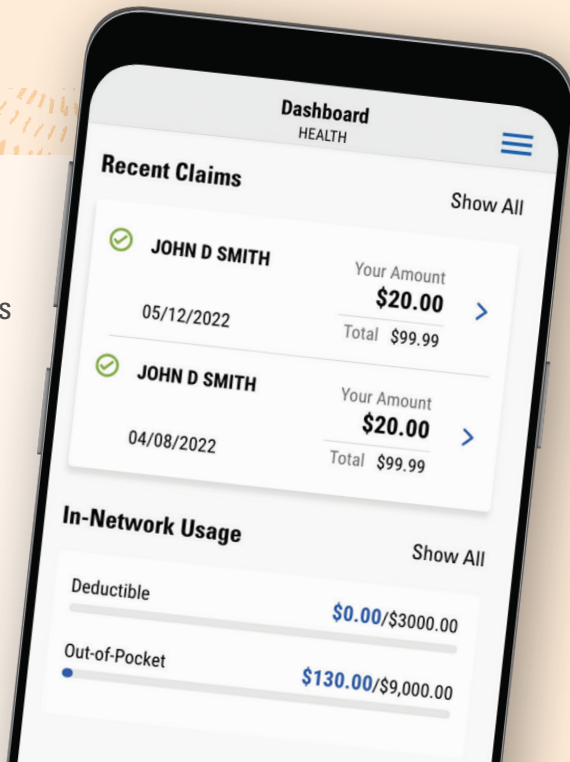 Dashboard
HEALTH
Recent Claims
Show All
JOHN D SMITH
Your Amount
$20.00
05/12/2022
Total $99.99
JOHN D SMITH
Your Amount
$20.00
04/08/2022
Total $99.99
In-Network Usage
Show All
Deductible
$0.00/$3000.00
Out-of-Pocket
$130.00/$9,000.00